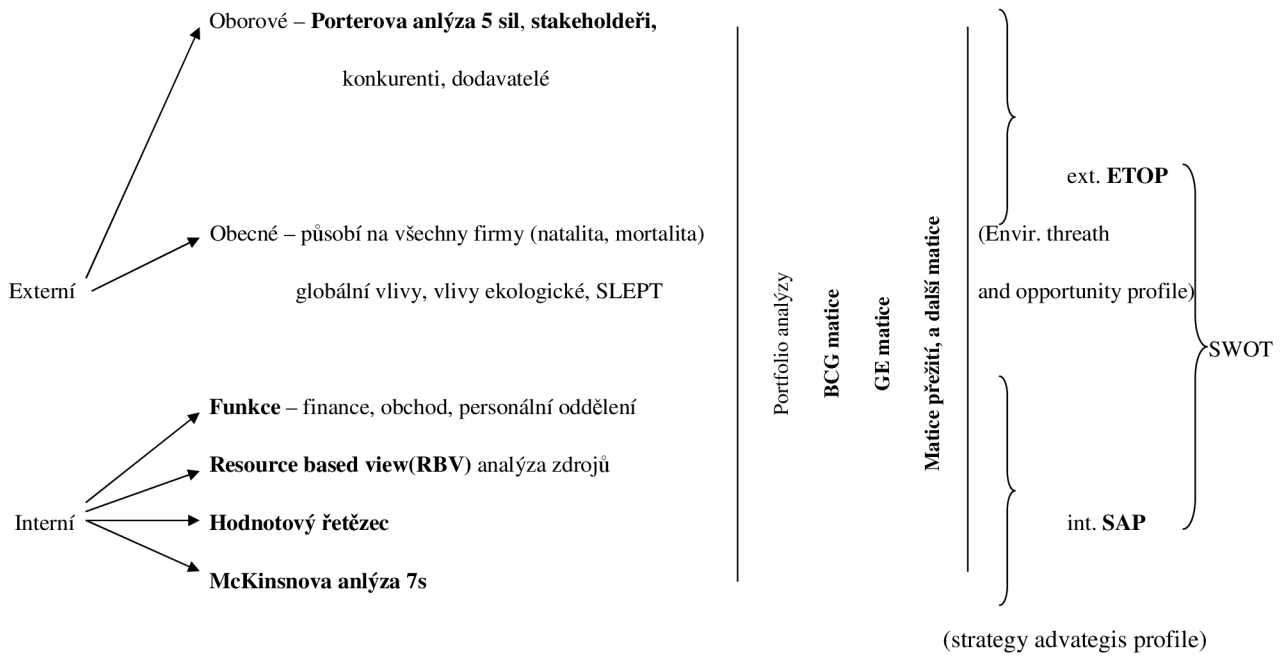 Oborové – Porterova anlýza 5 sil, stakeholdeři,
konkurenti, dodavatelé
ext. ETOP
Obecné – působí na všechny firmy (natalita, mortalita)
(Envir. threath
Externí
globální vlivy, vlivy ekologické, SLEPT
and opportunity profile)
SWOT
Portfolio analýzy
BCG matice
GE matice
Matice přežití, a další matice
Funkce – finance, obchod, personální oddělení
Resource based view(RBV) analýza zdrojů
Interní
Hodnotový řetězec
int. SAP
McKinsnova anlýza 7s
(strategy advategis profile)